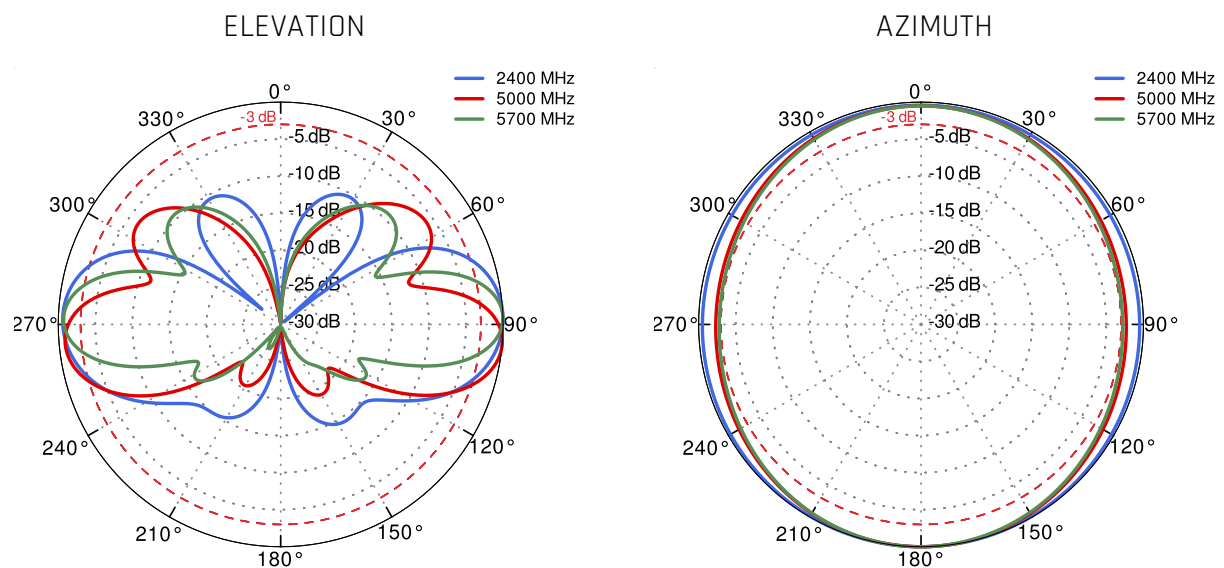 ELEVATION
2400 MHz
5000 MHz
5700 MHz
0°
330°
-3 dB
30°
-5 dB
-10 dB
300°
-15 dB
60°
-20 dB
-25 dB
270°
-30 dB
90°
240°
120°
210°
150°
180°
AZIMUTH
2400 MHz
5000 MHz
5700 MHz
0°
330°
-3 dB
30°
-5 dB
-10 dB
300°
-15 dB
60°
-20 dB
-25 dB
270°
-30 dB
90°
240°
120°
210°
150°
180°